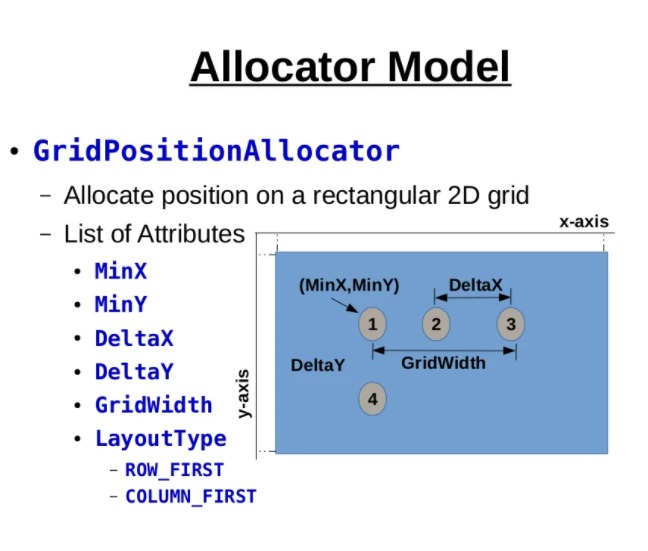 Allocator Model
• GridPositionAllocator
– Allocate position on a rectangular 2D grid
– List of Attributes
• MinX
• MinY
• DeltaX
• DeltaY
• GridWidth
• LayoutType
– ROW_FIRST
– COLUMN_FIRST
x-axis
(MinX,MinY) DeltaX
1 2 3
DeltaY GridWidth
4
y-axis